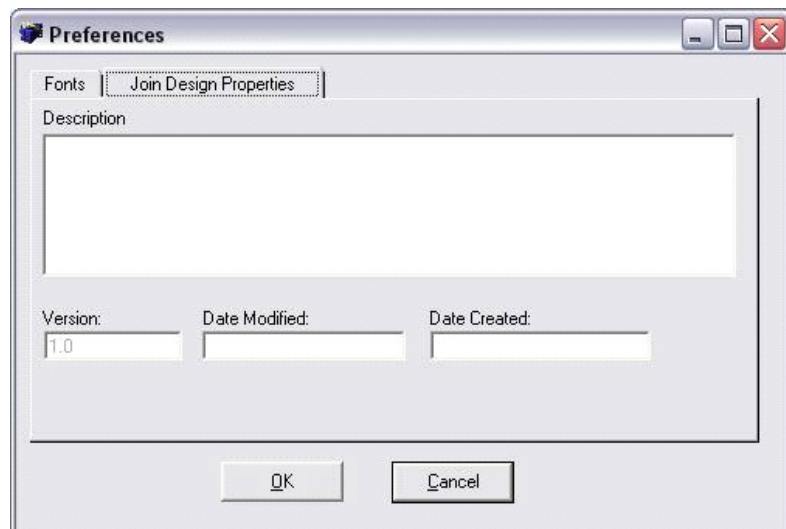 Preferences
Fonts Join Design Properties
Description
Version: Date Modified: Date Created:
1.0
OK Cancel